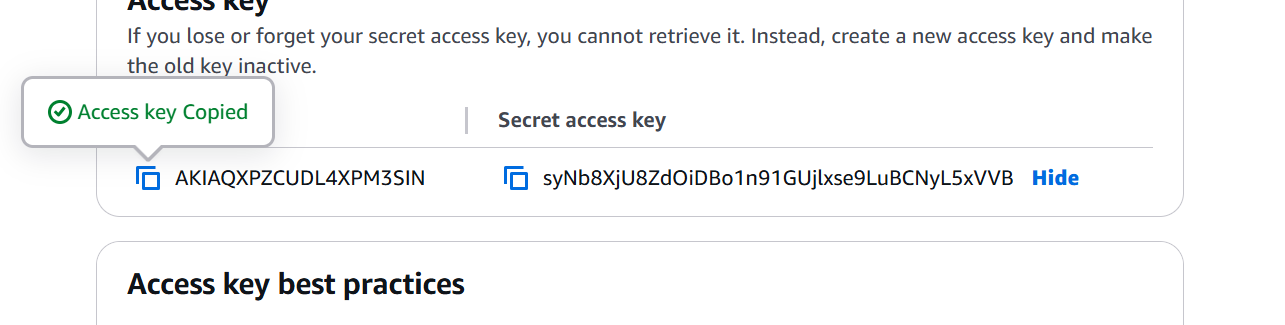 Access key
If you lose or forget your secret access key, you cannot retrieve it. Instead, create a new access key and make
the old key inactive.
Access key Copied
Secret access key
AKIAQXPZCUDL4XPM3SIN
syNb8XjU8ZdOiDBo1n91GUjlxse9LuBCNyL5xVVB Hide
Access key best practices